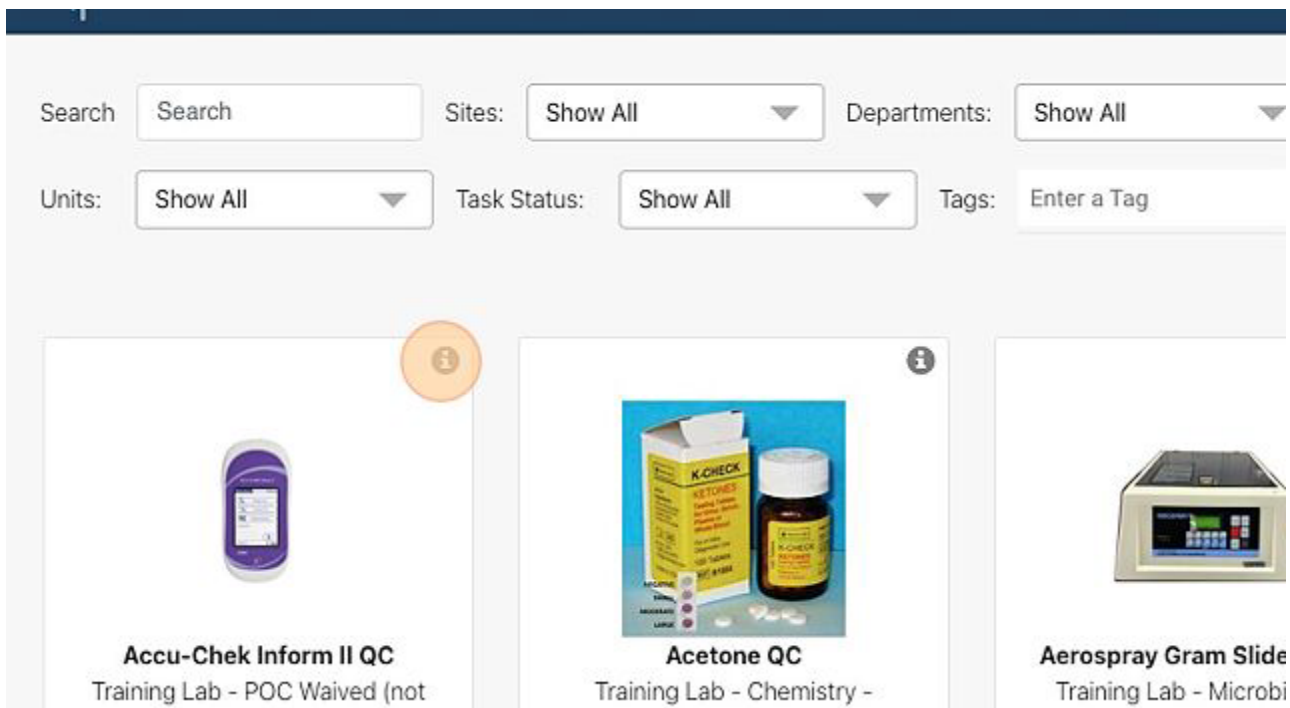 Search Search Sites: Show All Departments: Show All
Units: Show All Task Status: Show All Tags: Enter a Tag
K-CHECK
KETONES
K-CHECK
KETONES
MODERATE
LARGE
Accu-Chek Inform II QC
Training Lab - POC Waived (not
Acetone QC
Training Lab - Chemistry -
Aerospray Gram Slide
Training Lab - Microbi